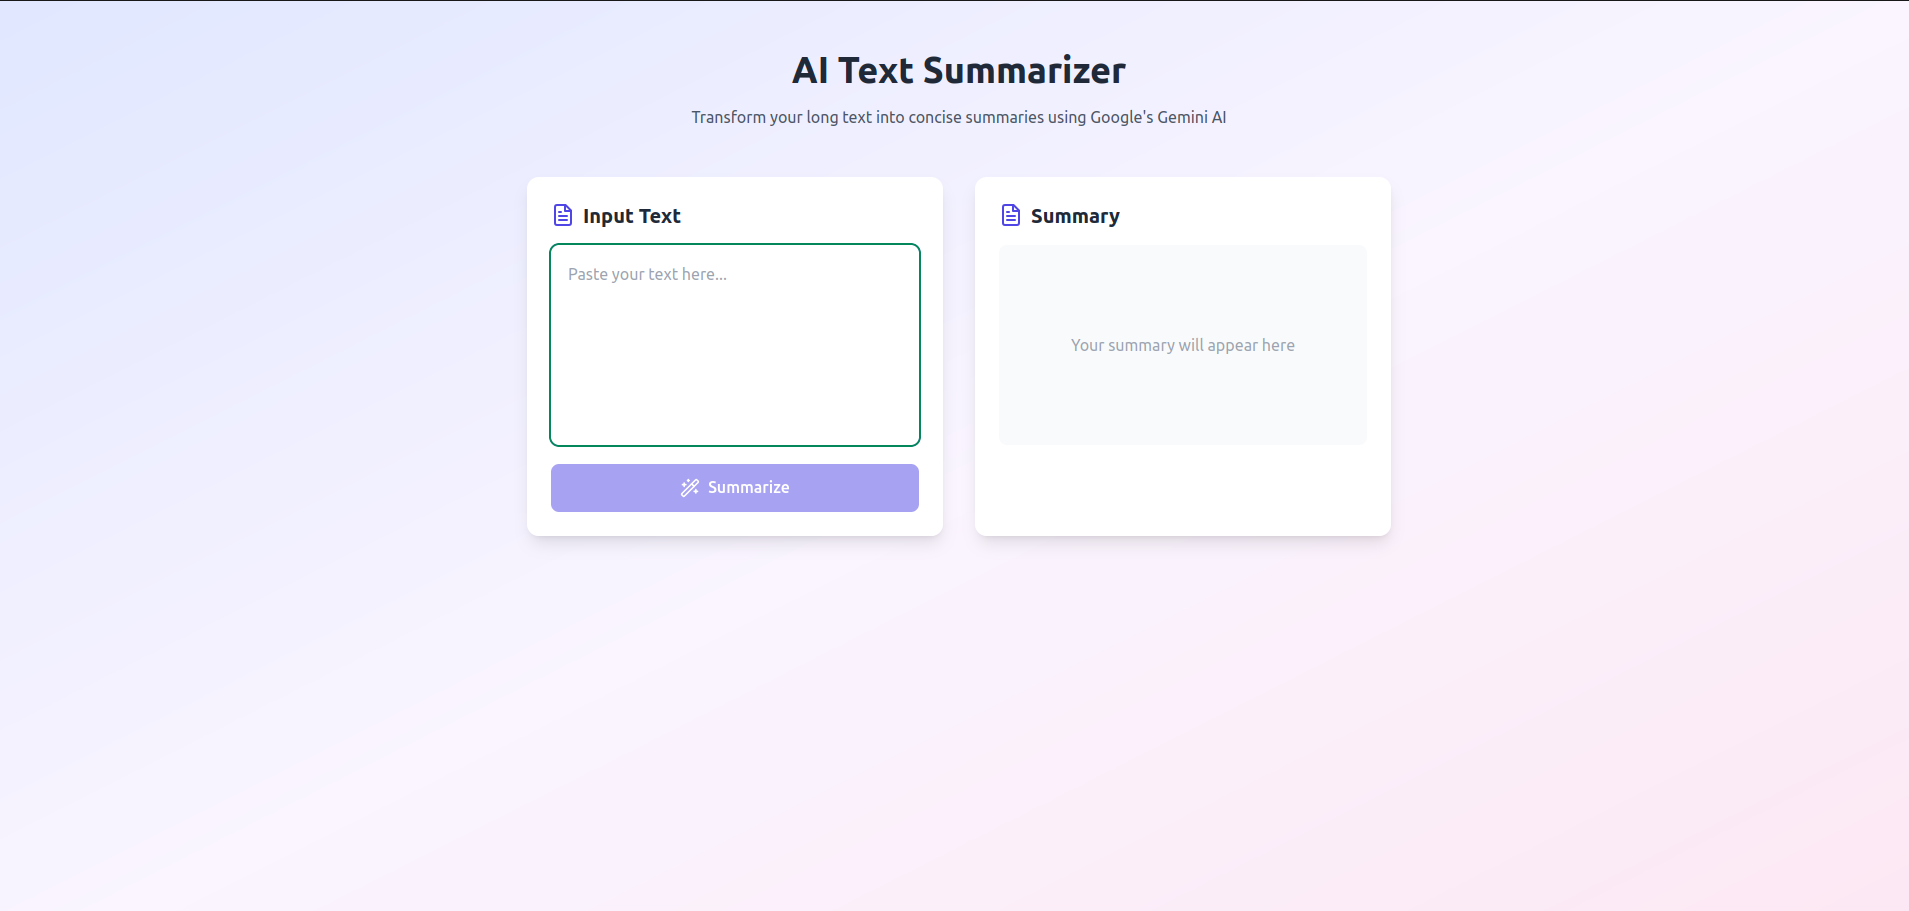 AI Text Summarizer
Transform your long text into concise summaries using Google's Gemini AI
Input Text
Paste your text here...
Summarize
Summary
Your summary will appear here